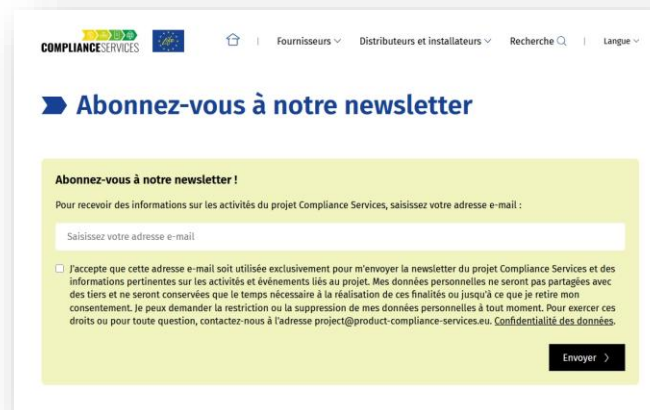 COMPLIANCESERVICES
Fournisseurs
Distributeurs et installateurs
Recherche
Langue
Abonnez-vous à notre newsletter
Abonnez-vous à notre newsletter !
Pour recevoir des informations sur les activités du projet Compliance Services, saisissez votre adresse e-mail :
Saisissez votre adresse e-mail
J'accepte que cette adresse e-mail soit utilisée exclusivement pour m'envoyer la newsletter du projet Compliance Services et des
informations pertinentes sur les activités et événements liés au projet. Mes données personnelles ne seront pas partagées avec
des tiers et ne seront conservées que le temps nécessaire à la réalisation de ces finalités ou jusqu'à ce que je retire mon
consentement. Je peux demander la restriction ou la suppression de mes données personnelles à tout moment. Pour exercer ces
droits ou pour toute question, contactez-nous à l'adresse project@product-compliance-services.eu. Confidentialité des données.
Envoyer